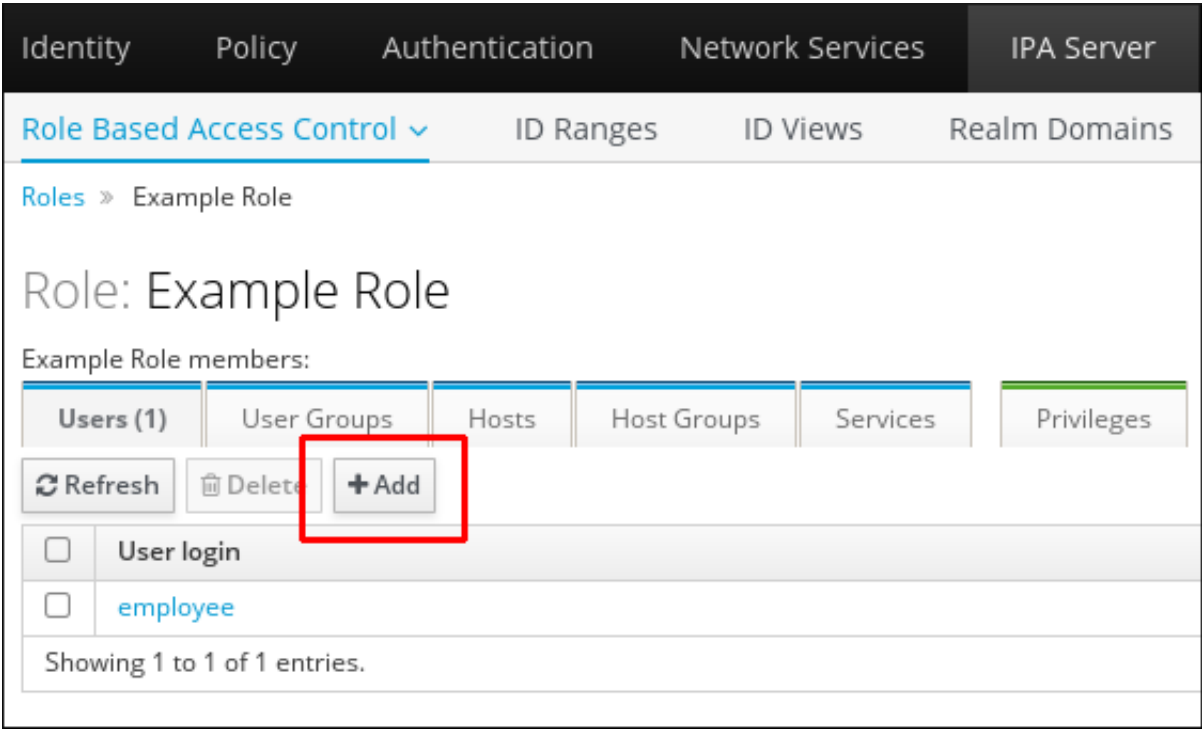 Identity Policy Authentication Network Services IPA Server
Role Based Access Control ID Ranges ID Views Realm Domains
Roles » Example Role
Role: Example Role
Example Role members:
Users (1) User Groups Hosts Host Groups Services Privileges
Refresh Delete + Add
User login
employee
Showing 1 to 1 of 1 entries.